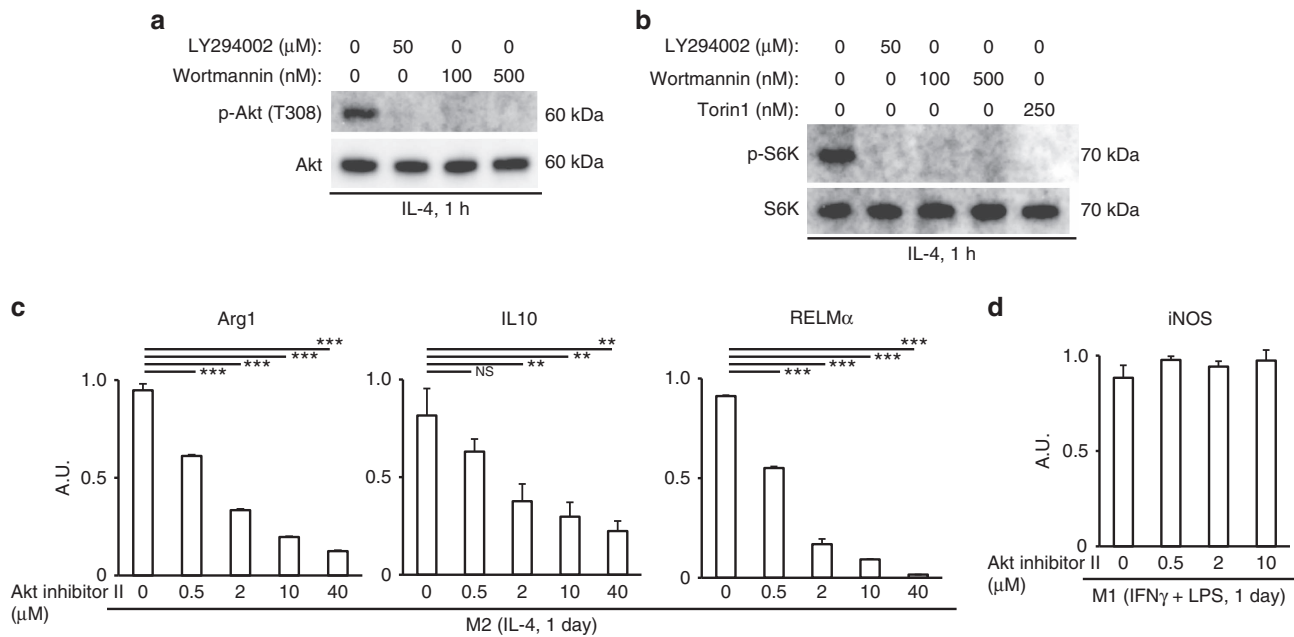 a
LY294002 (μM): 0 50 0 0
Wortmannin (nM): 0 0 100 500
p-Akt (T308) 60 kDa
Akt 60 kDa
IL-4, 1 h
b
LY294002 (μM): 0 50 0 0 0
Wortmannin (nM): 0 0 100 500 0
Torin1 (nM): 0 0 0 0 250
p-S6K 70 kDa
S6K 70 kDa
IL-4, 1 h
c
Arg1
***
***
***
***
1.0
0.5
0
A.U.
IL10
**
**
**
NS
1.0
0.5
0
RELMα
***
***
***
***
1.0
0.5
0
Akt inhibitor II 0 0.5 2 10 40 0 0.5 2 10 40 0 0.5 2 10 40
(μM)
M2 (IL-4, 1 day)
d
iNOS
1.0
0.5
0
A.U.
Akt inhibitor II 0 0.5 2 10
(μM)
M1 (IFNγ + LPS, 1 day)